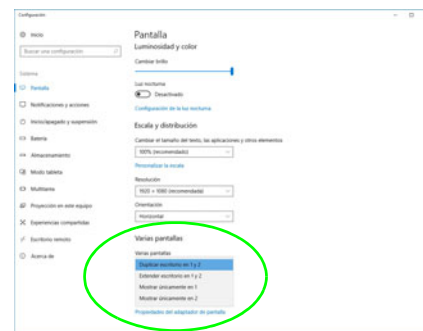 Configuración
Inicio
Buscar una configuración
Sistema
Pantalla
Notificaciones y acciones
Inicio/apagado y suspensión
Batería
Almacenamiento
Modo tableta
Multitarea
Proyección en este equipo
Experiencias compartidas
Escritorio remoto
Acerca de
Pantalla
Luminosidad y color
Cambiar brillo
Luz nocturna
Desactivado
Configuración de la luz nocturna
Escala y distribución
Cambiar el tamaño del texto, las aplicaciones y otros elementos
100% (recomendado)
Personalizar la escala
Resolución
1920 × 1080 (recomendada)
Orientación
Horizontal
Varias pantallas
Varias pantallas
Duplicar escritorio en 1 y 2
Extender escritorio en 1 y 2
Mostrar únicamente en 1
Mostrar únicamente en 2
Propiedades del adaptador de pantalla